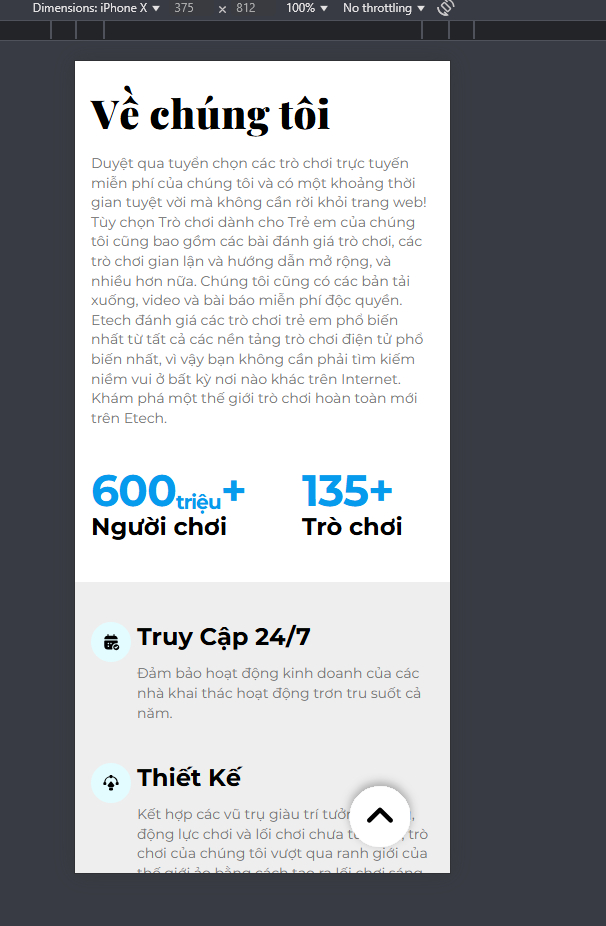 Dimensions: iPhone X 375 × 812 100% No throttling
Về chúng tôi
Duyệt qua tuyển chọn các trò chơi trực tuyến
miễn phí của chúng tôi và có một khoảng thời
gian tuyệt vời mà không cần rời khỏi trang web!
Tùy chọn Trò chơi dành cho Trẻ em của chúng
tôi cũng bao gồm các bài đánh giá trò chơi, các
trò chơi gian lận và hướng dẫn mở rộng, và
nhiều hơn nữa. Chúng tôi cũng có các bản tải
xuống, video và bài báo miễn phí độc quyền.
Etech đánh giá các trò chơi trẻ em phổ biến
nhất từ tất cả các nền tảng trò chơi điện tử phổ
biến nhất, vì vậy bạn không cần phải tìm kiếm
niềm vui ở bất kỳ nơi nào khác trên Internet.
Khám phá một thế giới trò chơi hoàn toàn mới
trên Etech.
600triệu+ 135+
Người chơi Trò chơi
Truy Cập 24/7
Đảm bảo hoạt động kinh doanh của các
nhà khai thác hoạt động trơn tru suốt cả
năm.
Thiết Kế
Kết hợp các vũ trụ giàu trí
động lực chơi và lối chơi chưa trò
chơi của chúng tôi vượt qua ranh giới của
thế giới ảo bằng cách tạo ra lối chơi sáng